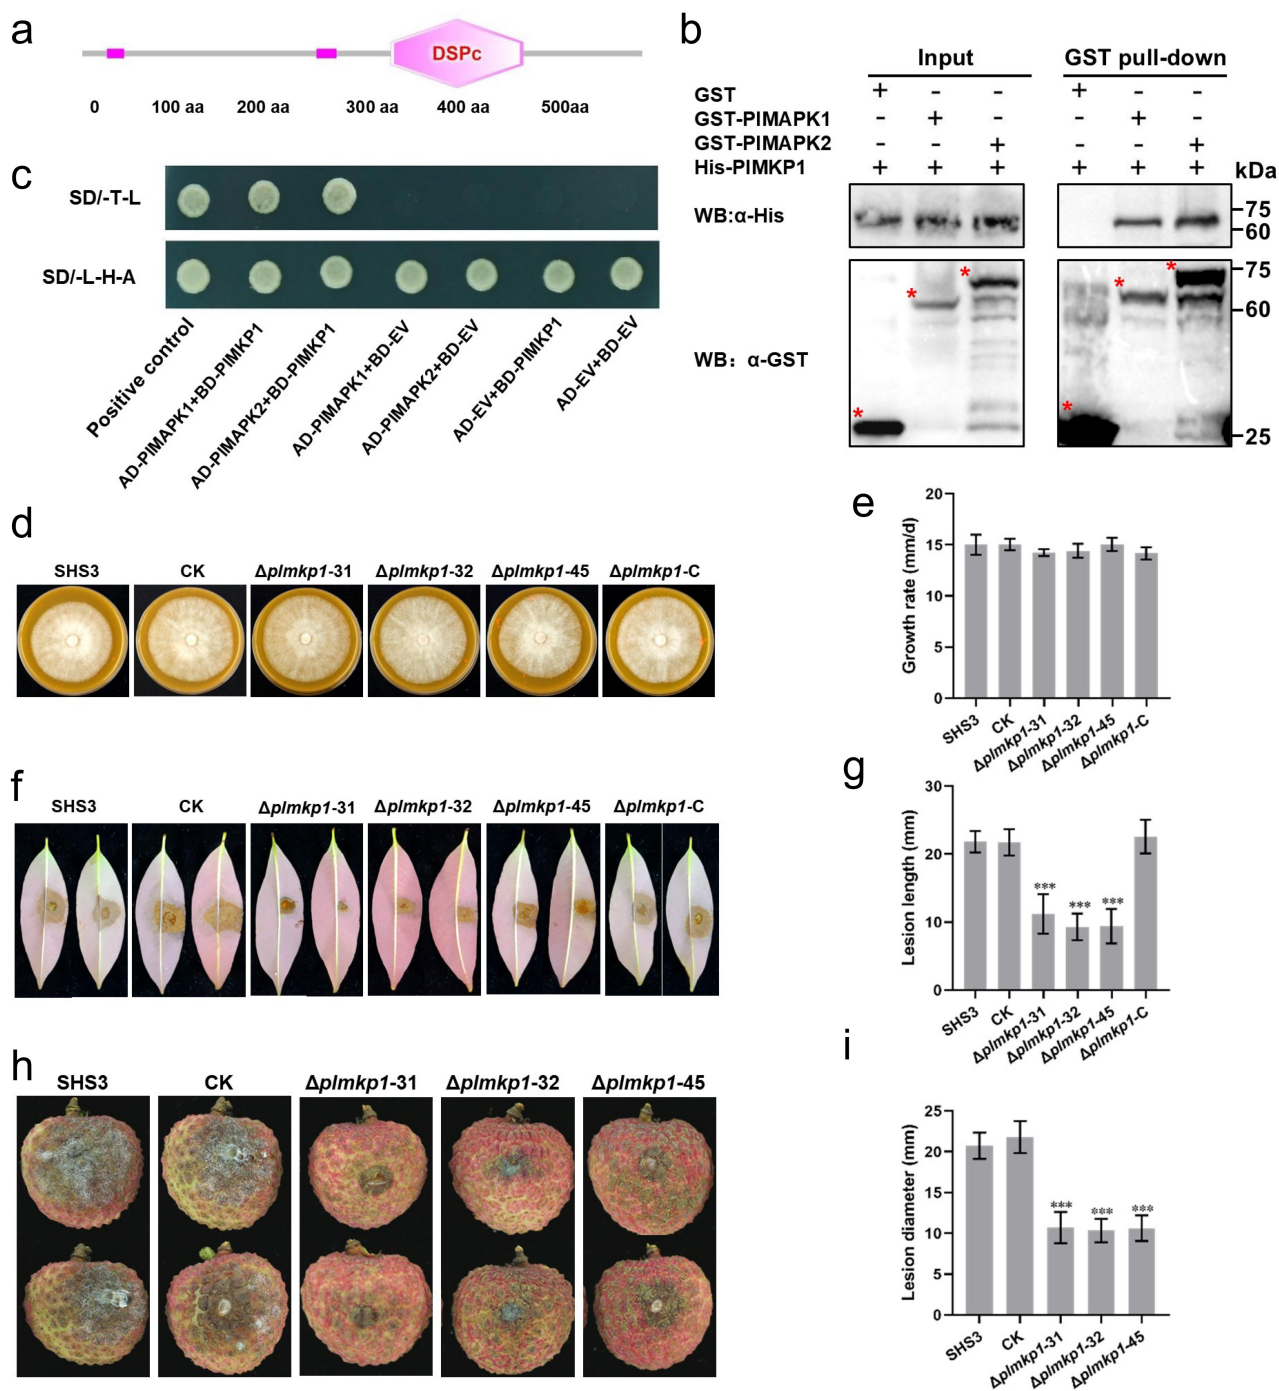 a
DSPc
0 100 aa 200 aa 300 aa 400 aa 500aa
b
Input GST pull-down
GST + - - + - -
GST-PlMAPK1 - + - - + -
GST-PlMAPK2 - - + - - +
His-PlMKP1 + + + + + +
kDa
WB:α-His
75
60
* * * * * *
75
60
WB: α-GST
25
c
SD/-T-L
SD/-L-H-A
Positive control
AD-PlMAPK1+BD-PlMKP1
AD-PlMAPK2+BD-PlMKP1
AD-PlMAPK1+BD-EV
AD-PlMAPK2+BD-EV
AD-EV+BD-PlMKP1
AD-EV+BD-EV
d
SHS3 CK Δplmkp1-31 Δplmkp1-32 Δplmkp1-45 Δplmkp1-C
e
Growth rate (mm/d)
20
15
10
5
0
SHS3 CK Δplmkp1-31 Δplmkp1-32 Δplmkp1-45 Δplmkp1-C
f
SHS3 CK Δplmkp1-31 Δplmkp1-32 Δplmkp1-45 Δplmkp1-C
g
Lesion length (mm)
30
20
10
0
*** *** ***
SHS3 CK Δplmkp1-31 Δplmkp1-32 Δplmkp1-45 Δplmkp1-C
h
SHS3 CK Δplmkp1-31 Δplmkp1-32 Δplmkp1-45
i
Lesion diameter (mm)
25
20
15
10
5
0
*** *** ***
SHS3 CK Δplmkp1-31 Δplmkp1-32 Δplmkp1-45